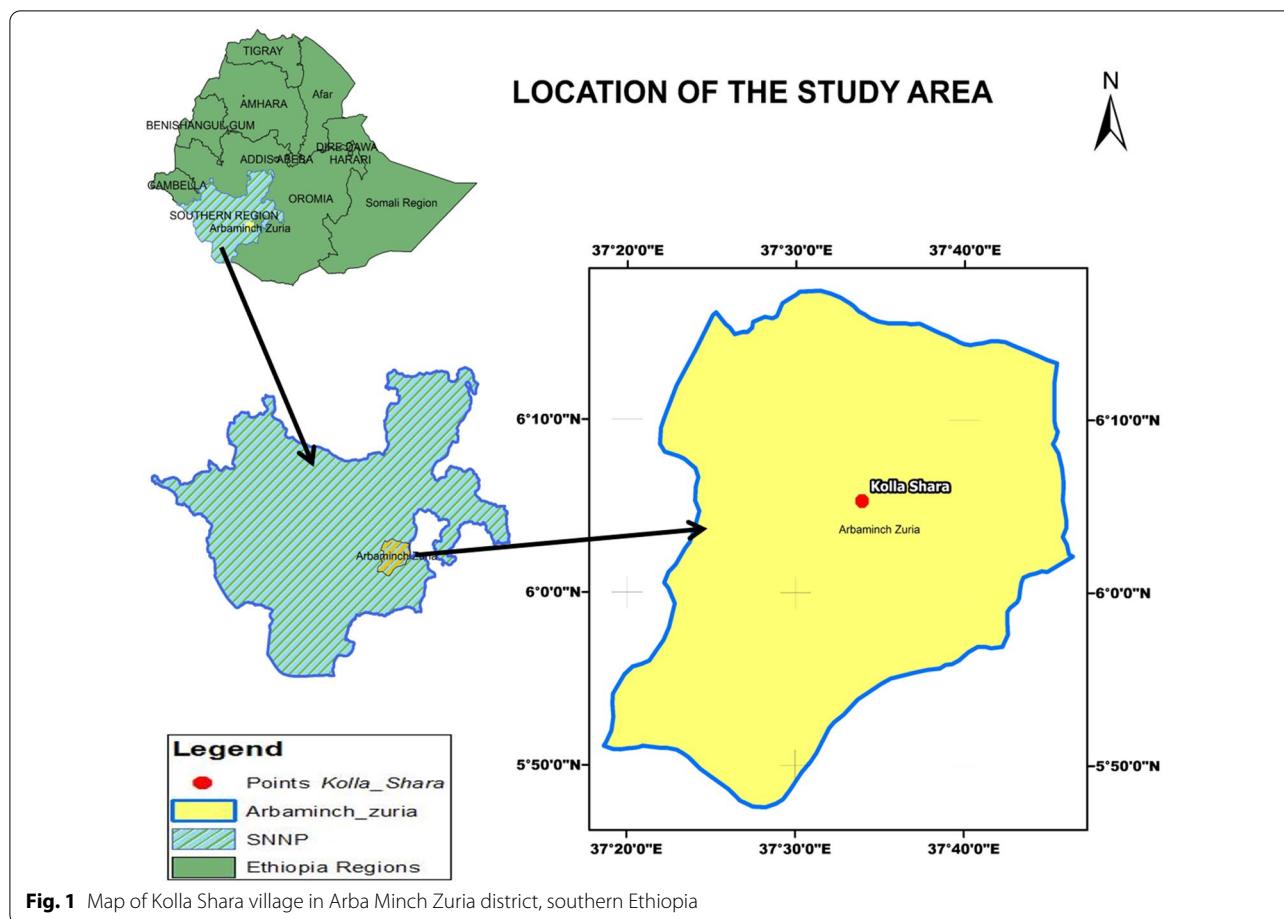 LOCATION OF THE STUDY AREA
N
TIGRAY
Afar
AMHARA
BENISHANGUL GUM
DIRE DAWA
ADDIS ABEBA
HARARI
GAMBELLA
OROMIA
Somali Region
SOUTHERN REGION
Arbaminch Zuria
37°20'0"E 37°30'0"E 37°40'0"E
6°10'0"N 6°10'0"N
Kolla Shara
Arbaminch Zuria
Arbaminch Zuria
6°0'0"N 6°0'0"N
5°50'0"N 5°50'0"N
37°20'0"E 37°30'0"E 37°40'0"E
Legend
Points Kolla_Shara
Arbaminch_zuria
SNNP
Ethiopia Regions
Fig. 1 Map of Kolla Shara village in Arba Minch Zuria district, southern Ethiopia